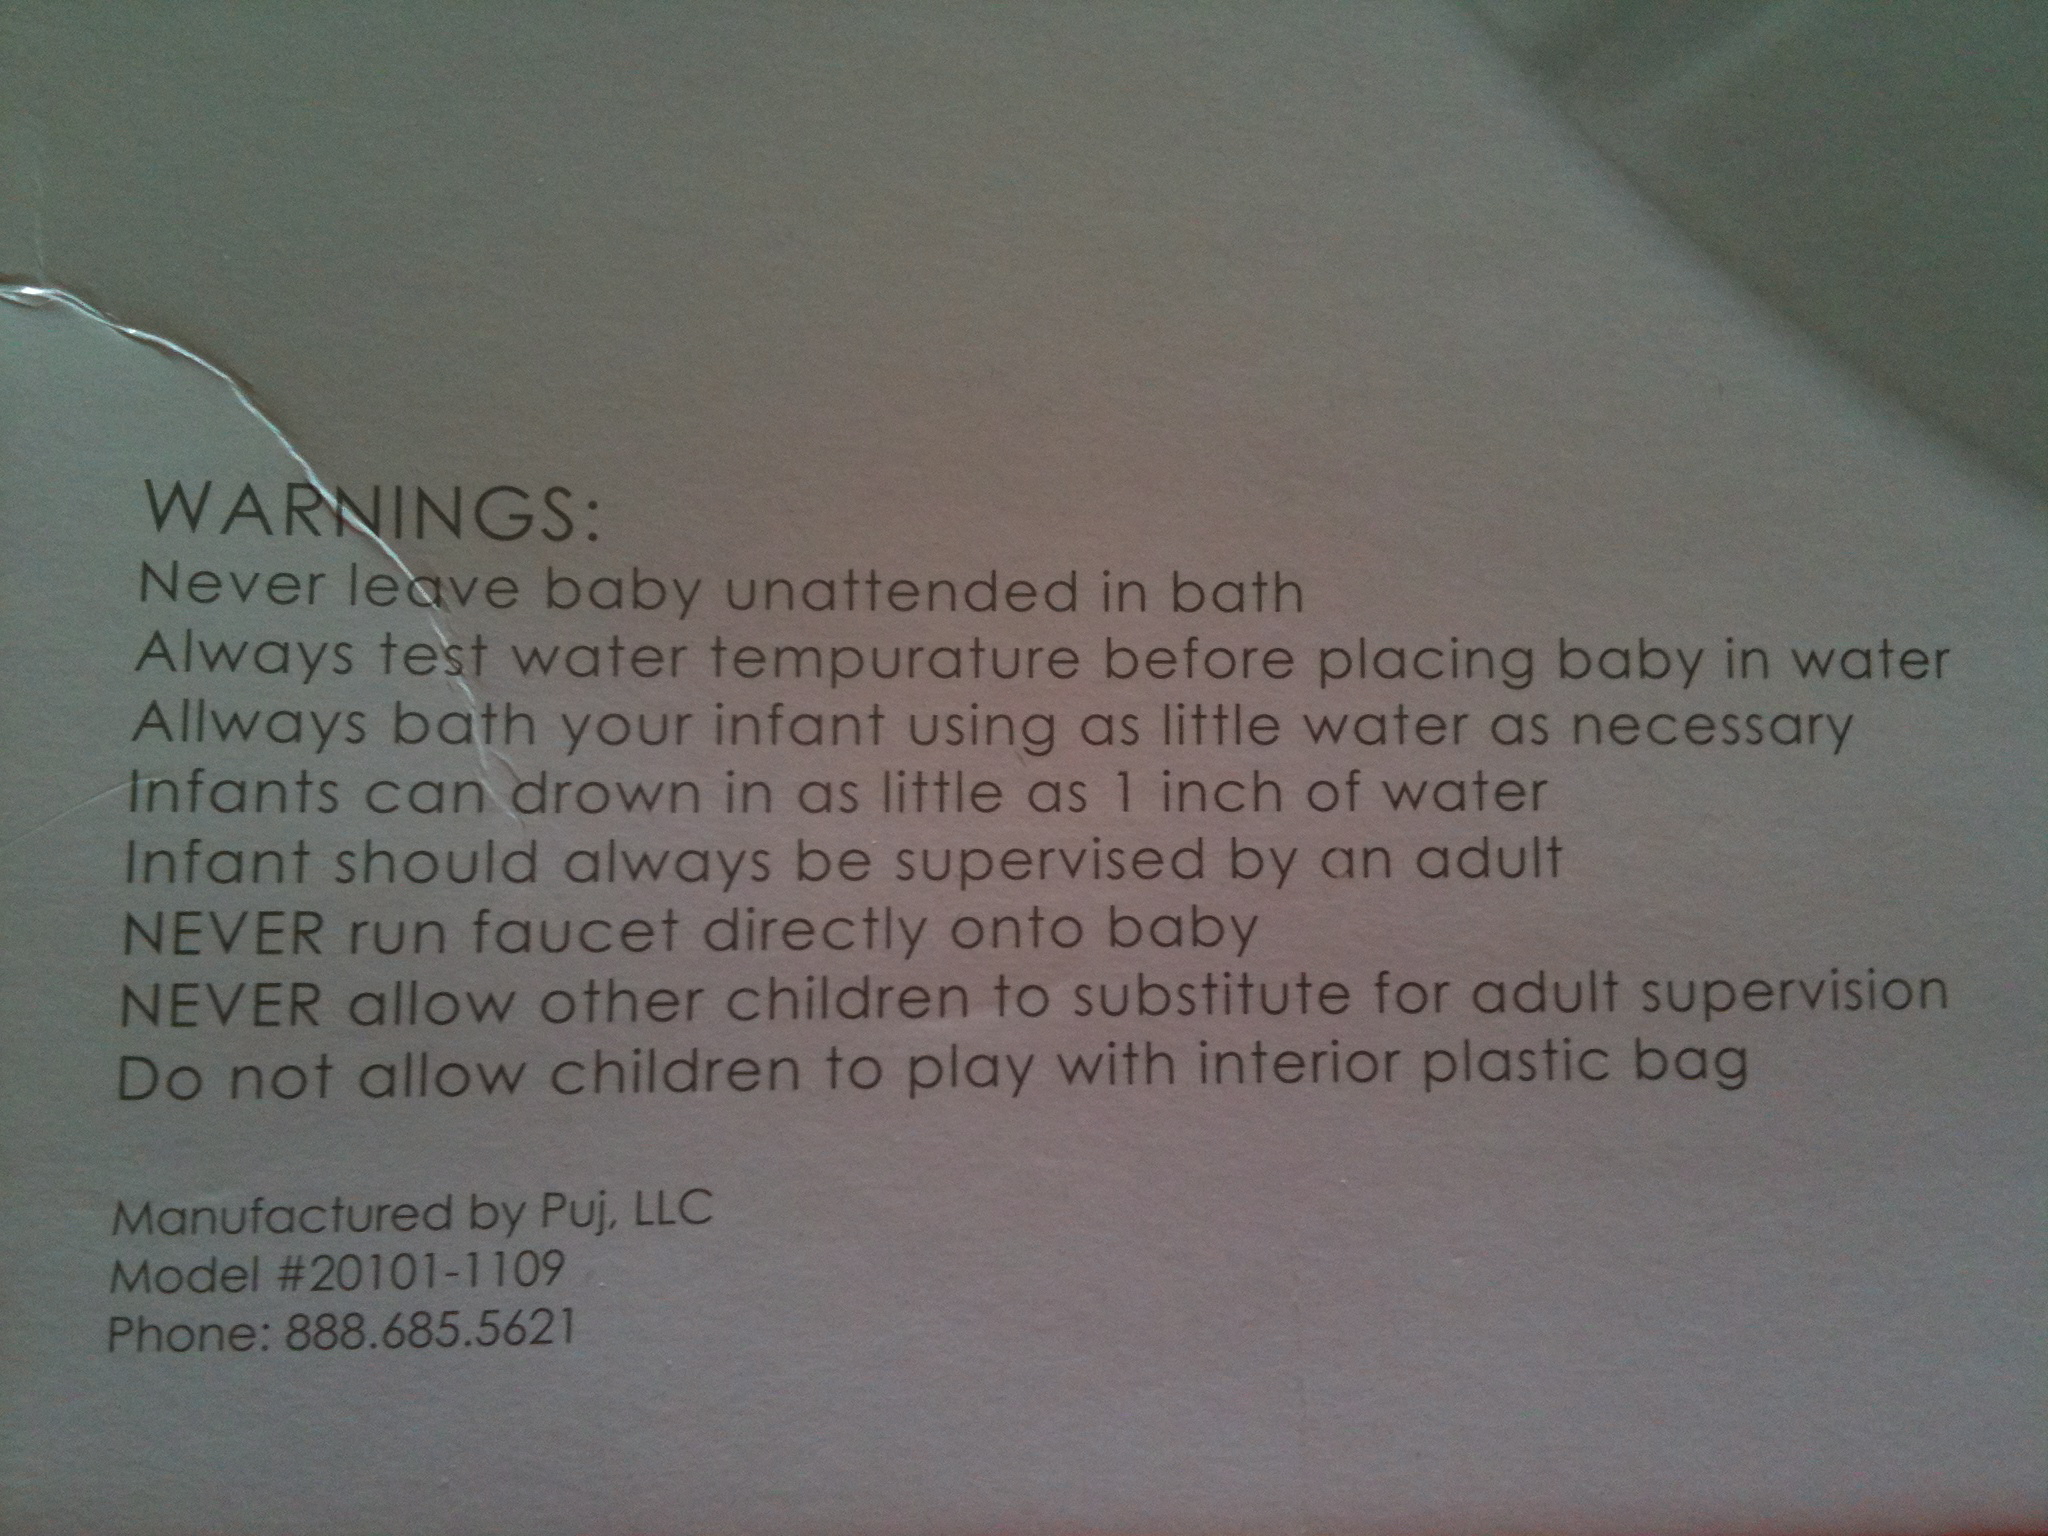 WARNINGS:
Never leave baby unattended in bath
Always test water tempurature before placing baby in water
Allways bath your infant using as little water as necessary
Infants can drown in as little as 1 inch of water
Infant should always be supervised by an adult
NEVER run faucet directly onto baby
NEVER allow other children to substitute for adult supervision
Do not allow children to play with interior plastic bag
Manufactured by Puj, LLC
Model #20101-1109
Phone: 888.685.5621